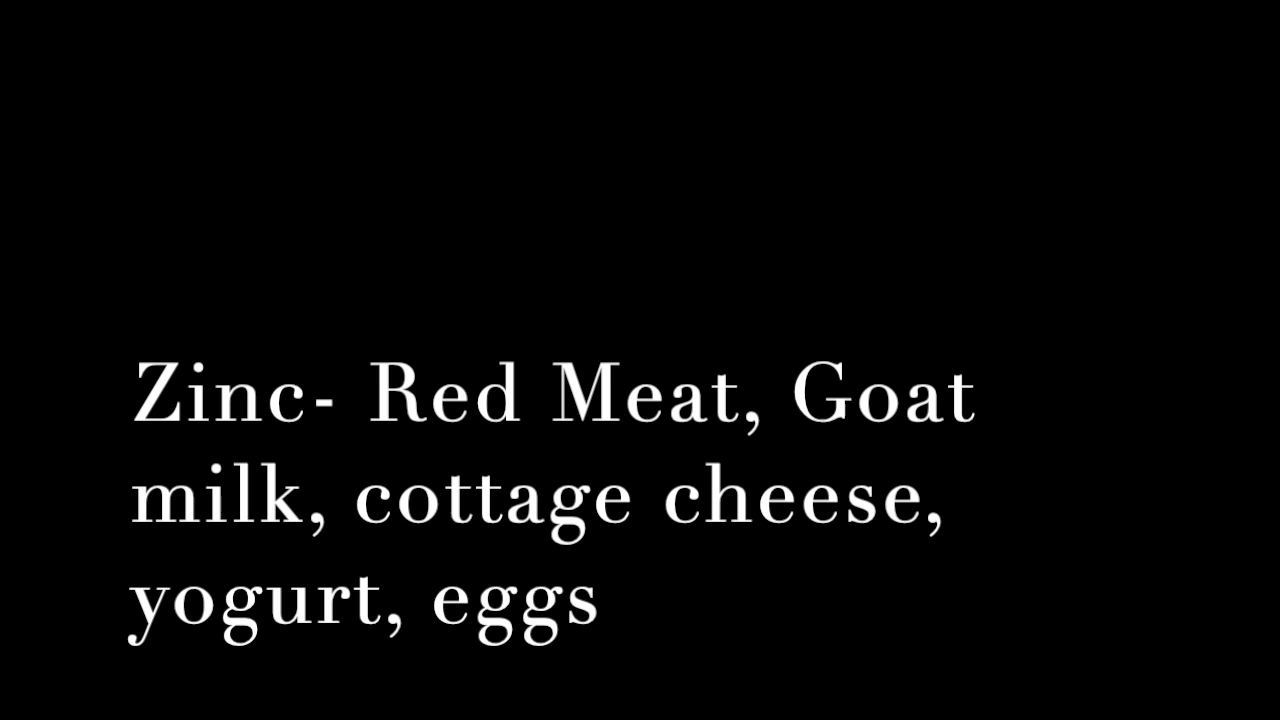 Zinc- Red Meat, Goat
milk, cottage cheese,
yogurt, eggs